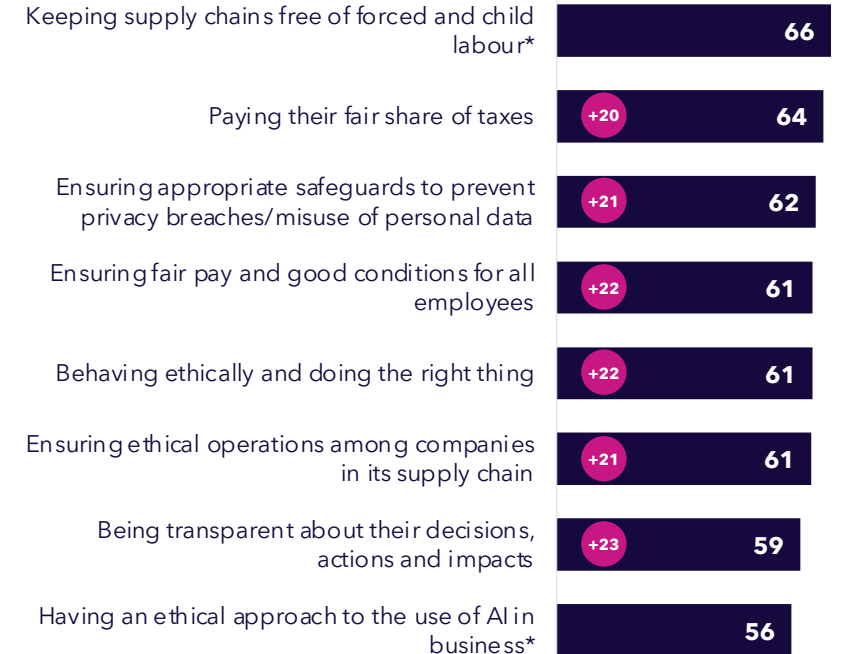 Keeping supply chains free of forced and child
labour*
66
Paying their fair share of taxes
+20
64
Ensuring appropriate safeguards to prevent
privacy breaches/misuse of personal data
+21
62
Ensuring fair pay and good conditions for all
employees
+22
61
Behaving ethically and doing the right thing
+22
61
Ensuring ethical operations among companies
in its supply chain
+21
61
Being transparent about their decisions,
actions and impacts
+23
59
Having an ethical approach to the use of AI in
business*
56